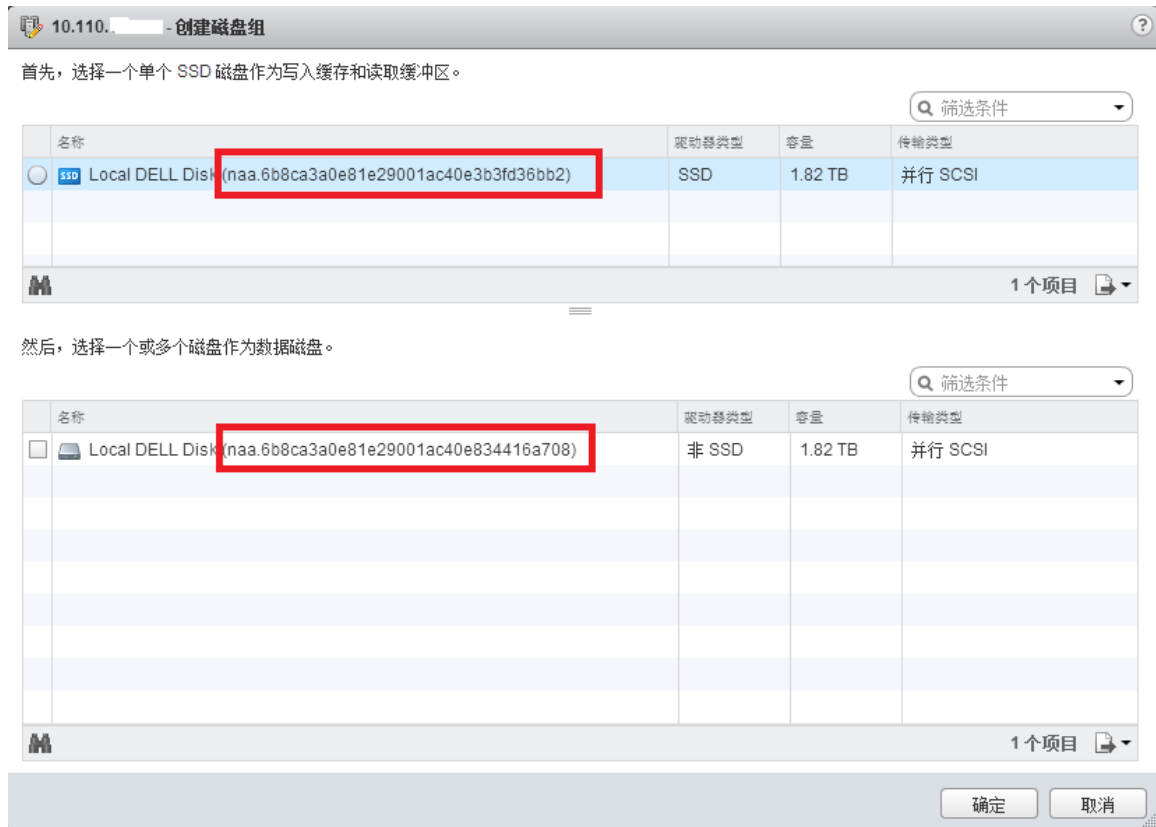 10.110. - 创建磁盘组
?
首先，选择一个单个 SSD 磁盘作为写入缓存和读取缓冲区。
筛选条件
名称 驱动器类型 容量 传输类型
SSD Local DELL Disk (naa.6b8ca3a0e81e29001ac40e3b3fd36bb2) SSD 1.82 TB 并行 SCSI
1 个项目
然后，选择一个或多个磁盘作为数据磁盘。
筛选条件
名称 驱动器类型 容量 传输类型
Local DELL Disk (naa.6b8ca3a0e81e29001ac40e834416a708) 非 SSD 1.82 TB 并行 SCSI
1 个项目
确定 取消